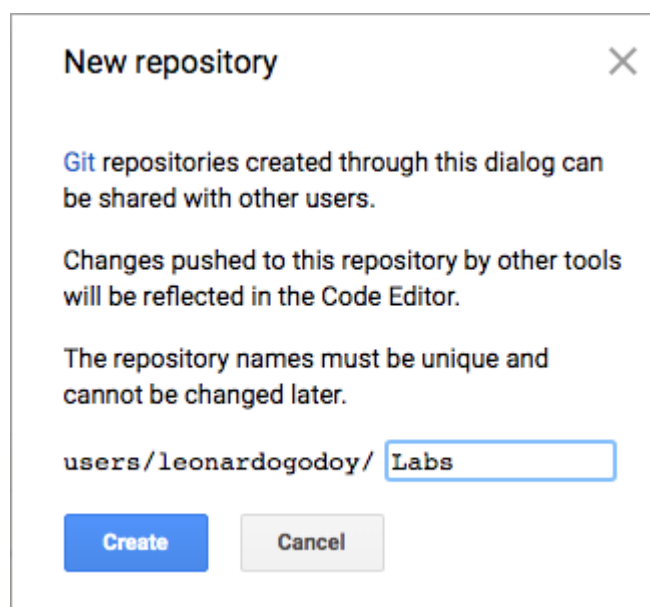 New repository
Git repositories created through this dialog can
be shared with other users.
Changes pushed to this repository by other tools
will be reflected in the Code Editor.
The repository names must be unique and
cannot be changed later.
users/leonardogodoy/ Labs
Create Cancel